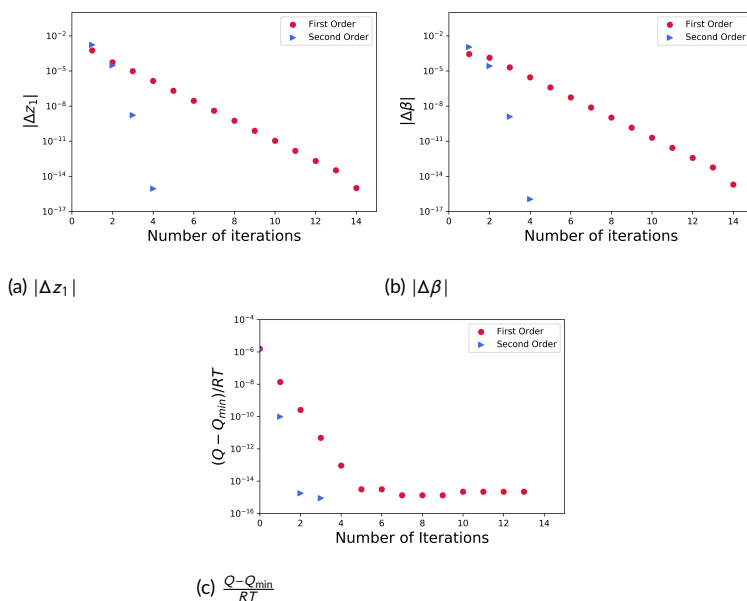 First Order
Second Order
10⁻²
10⁻⁵
10⁻⁸
10⁻¹¹
10⁻¹⁴
10⁻¹⁷
|Δz₁|
0 2 4 6 8 10 12 14
Number of iterations
(a) |Δz₁|
First Order
Second Order
10⁻²
10⁻⁵
10⁻⁸
10⁻¹¹
10⁻¹⁴
10⁻¹⁷
|Δβ|
0 2 4 6 8 10 12 14
Number of iterations
(b) |Δβ|
First Order
Second Order
10⁻⁴
10⁻⁶
10⁻⁸
10⁻¹⁰
10⁻¹²
10⁻¹⁴
10⁻¹⁶
(Q − Qₘᵢₙ)/RT
0 2 4 6 8 10 12 14
Number of Iterations
(c) Q−Qmin
RT